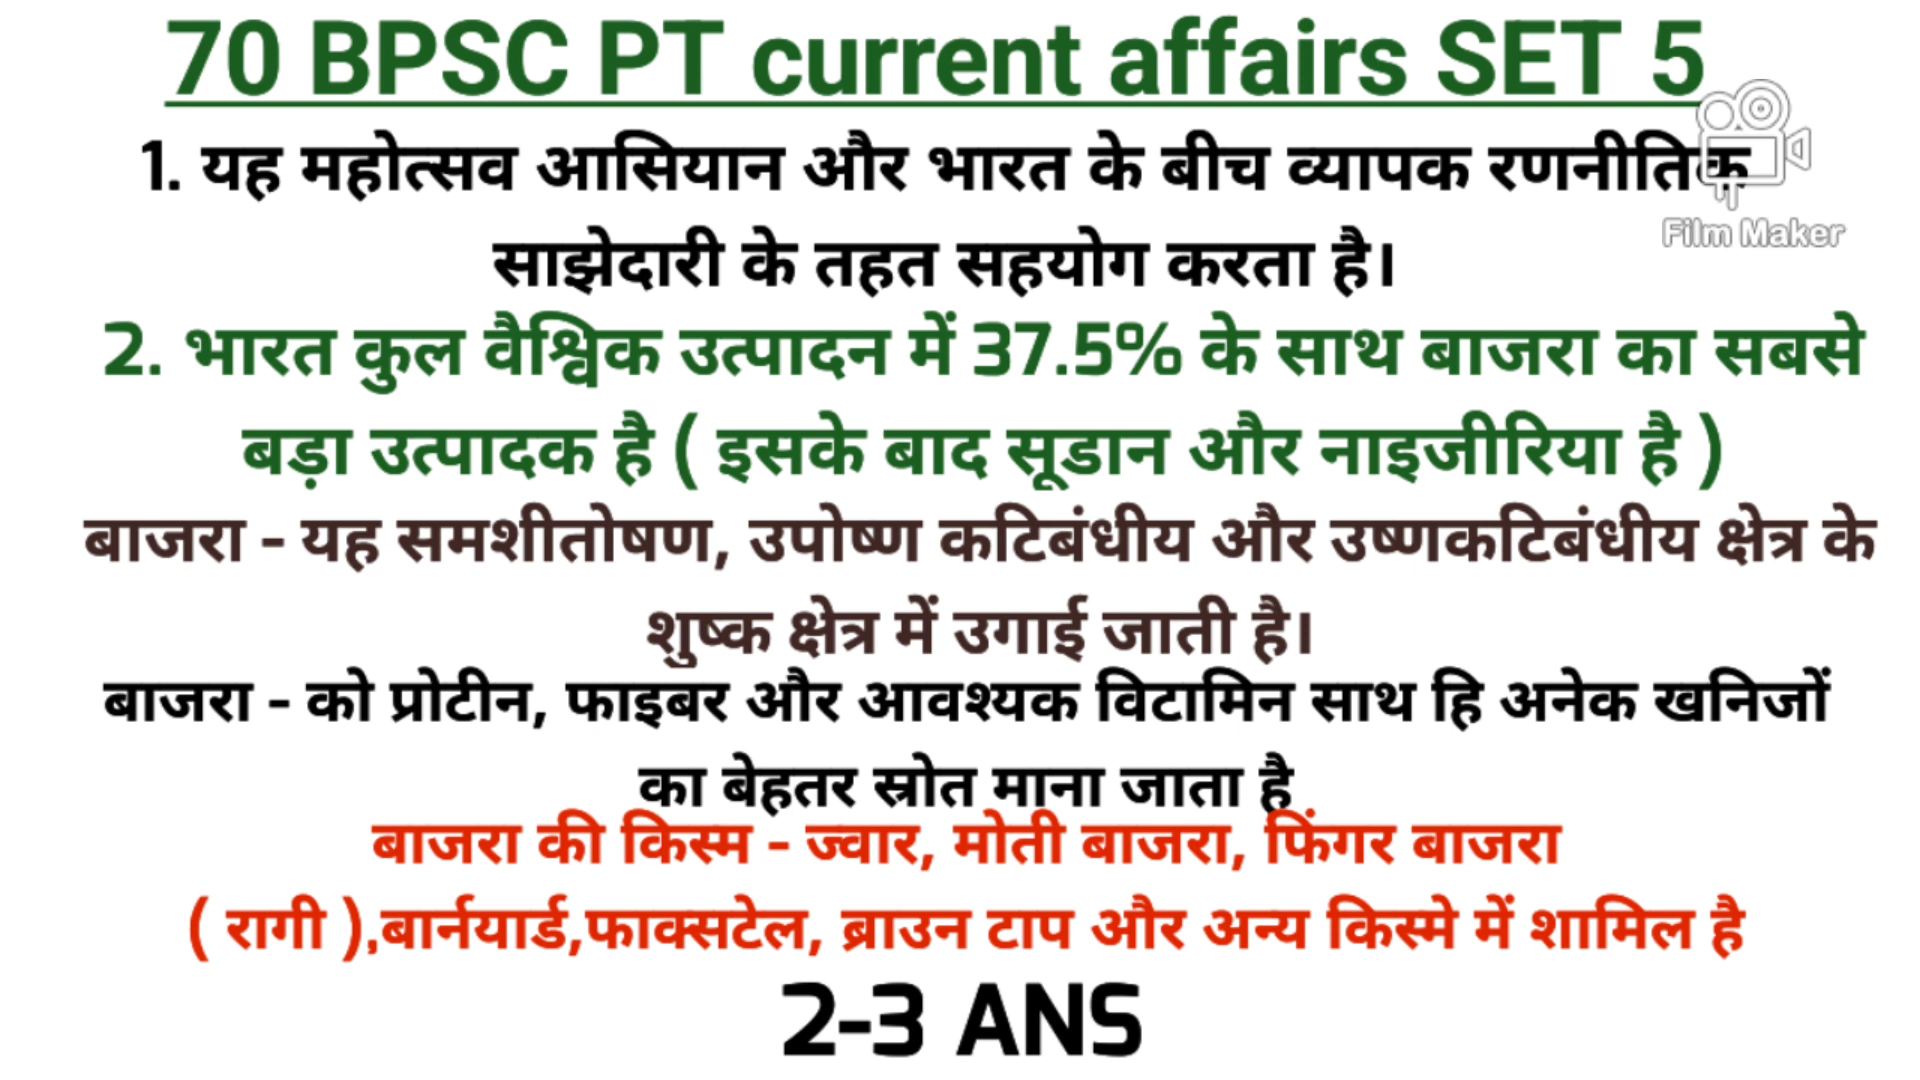 70 BPSC PT current affairs SET 5
1. यह महोत्सव आसियान और भारत के बीच व्यापक रणनीतिक
Film Maker
साझेदारी के तहत सहयोग करता है।
2. भारत कुल वैश्विक उत्पादन में 37.5% के साथ बाजरा का सबसे
बड़ा उत्पादक है ( इसके बाद सूडान और नाइजीरिया है )
बाजरा - यह समशीतोषण, उपोष्ण कटिबंधीय और उष्णकटिबंधीय क्षेत्र के
शुष्क क्षेत्र में उगाई जाती है।
बाजरा - को प्रोटीन, फाइबर और आवश्यक विटामिन साथ हि अनेक खनिजों
का बेहतर स्रोत माना जाता है
बाजरा की किस्म - ज्वार, मोती बाजरा, फिंगर बाजरा
( रागी ),बार्नयार्ड,फाक्सटेल, ब्राउन टाप और अन्य किस्मे में शामिल है
2-3 ANS